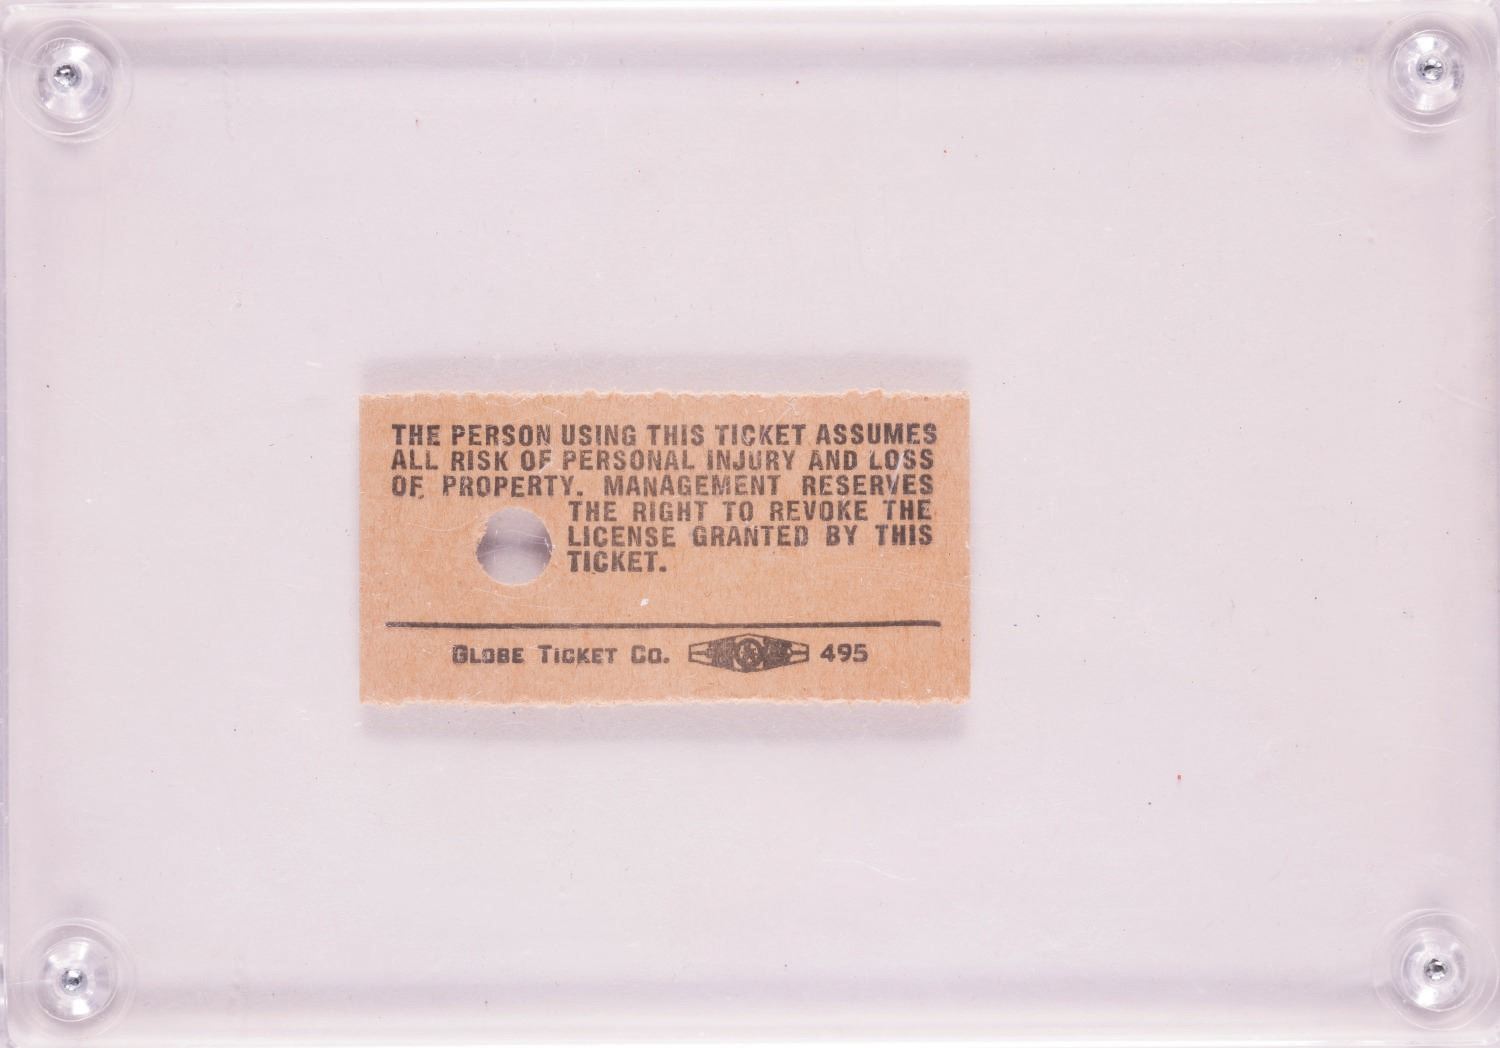 THE PERSON USING THIS TICKET ASSUMES
ALL RISK OF PERSONAL INJURY AND LOSS
OF PROPERTY. MANAGEMENT RESERVES
THE RIGHT TO REVOKE THE
LICENSE GRANTED BY THIS
TICKET.
GLOBE TICKET CO. 495